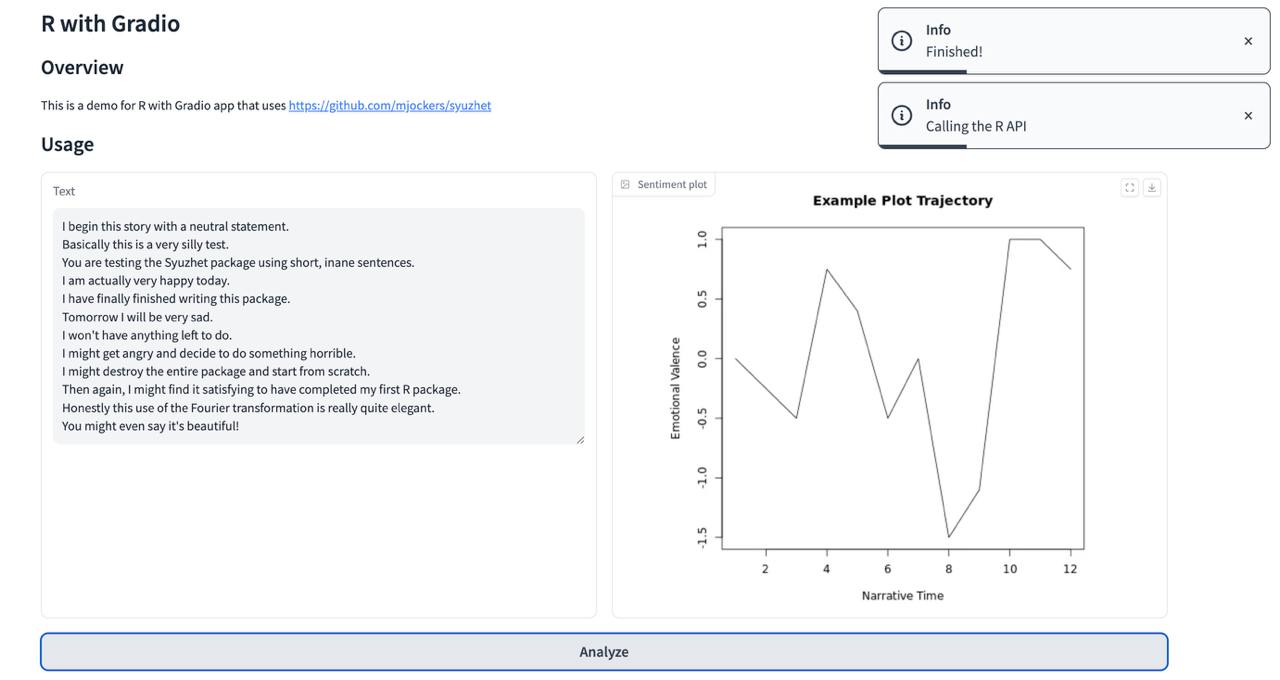 R with Gradio
Overview
This is a demo for R with Gradio app that uses https://github.com/mjockers/syuzhet
Usage
Info
Finished!
Info
Calling the R API
Text
I begin this story with a neutral statement.
Basically this is a very silly test.
You are testing the Syuzhet package using short, inane sentences.
I am actually very happy today.
I have finally finished writing this package.
Tomorrow I will be very sad.
I won't have anything left to do.
I might get angry and decide to do something horrible.
I might destroy the entire package and start from scratch.
Then again, I might find it satisfying to have completed my first R package.
Honestly this use of the Fourier transformation is really quite elegant.
You might even say it's beautiful!
Sentiment plot
Example Plot Trajectory
Emotional Valence
1.0
0.5
0.0
-0.5
-1.0
-1.5
2 4 6 8 10 12
Narrative Time
Analyze